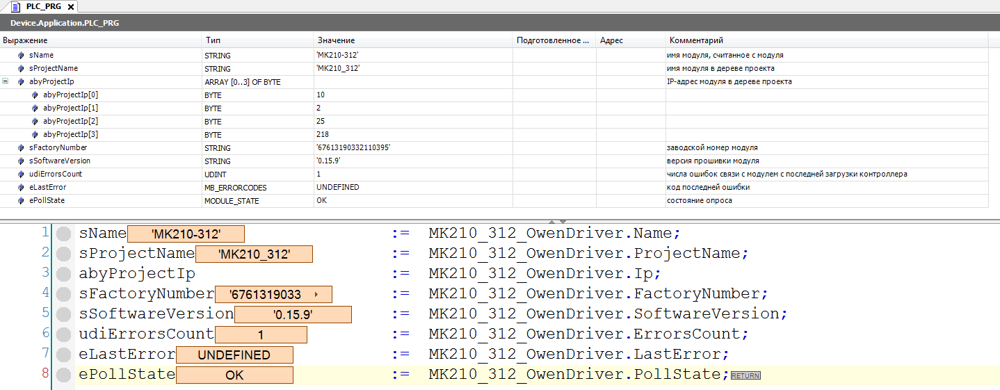 PLC_PRG
Device.Application.PLC_PRG
Выражение Тип Значение Подготовленное ... Адрес Комментарий
sName STRING 'MK210-312' имя модуля, считанное с модуля
sProjectName STRING 'MK210_312' имя модуля в дереве проекта
abyProjectIp ARRAY [0..3] OF BYTE IP-адрес модуля в дереве проекта
abyProjectIp[0] BYTE 10
abyProjectIp[1] BYTE 2
abyProjectIp[2] BYTE 25
abyProjectIp[3] BYTE 218
sFactoryNumber STRING '67613190332110395' заводской номер модуля
sSoftwareVersion STRING '0.15.9' версия прошивки модуля
udiErrorsCount UDINT 1 числа ошибок связи с модулем с последней загрузки контроллера
eLastError MB_ERRORCODES UNDEFINED код последней ошибки
ePollState MODULE_STATE OK состояние опроса
1 sName 'MK210-312' := MK210_312_OwenDriver.Name;
2 sProjectName 'MK210_312' := MK210_312_OwenDriver.ProjectName;
3 abyProjectIp := MK210_312_OwenDriver.Ip;
4 sFactoryNumber '6761319033 := MK210_312_OwenDriver.FactoryNumber;
5 sSoftwareVersion '0.15.9' := MK210_312_OwenDriver.SoftwareVersion;
6 udiErrorsCount 1 := MK210_312_OwenDriver.ErrorsCount;
7 eLastError UNDEFINED := MK210_312_OwenDriver.LastError;
8 ePollState OK := MK210_312_OwenDriver.PollState; RETURN